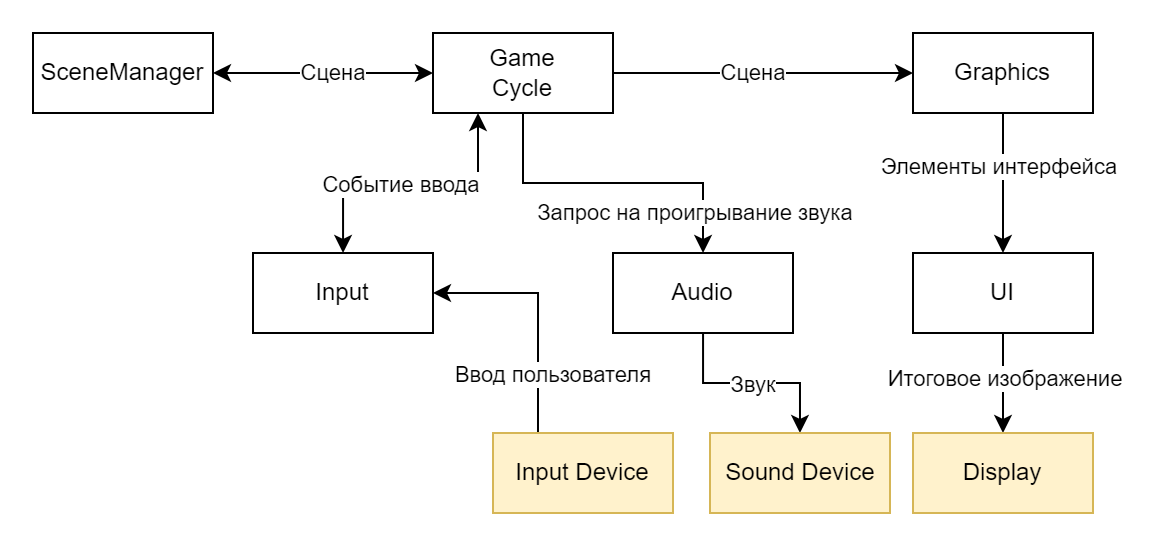 SceneManager
Сцена
Game
Cycle
Сцена
Graphics
Элементы интерфейса
Событие ввода
Запрос на проигрывание звука
Input
Audio
UI
Ввод пользователя
Звук
Итоговое изображение
Input Device
Sound Device
Display